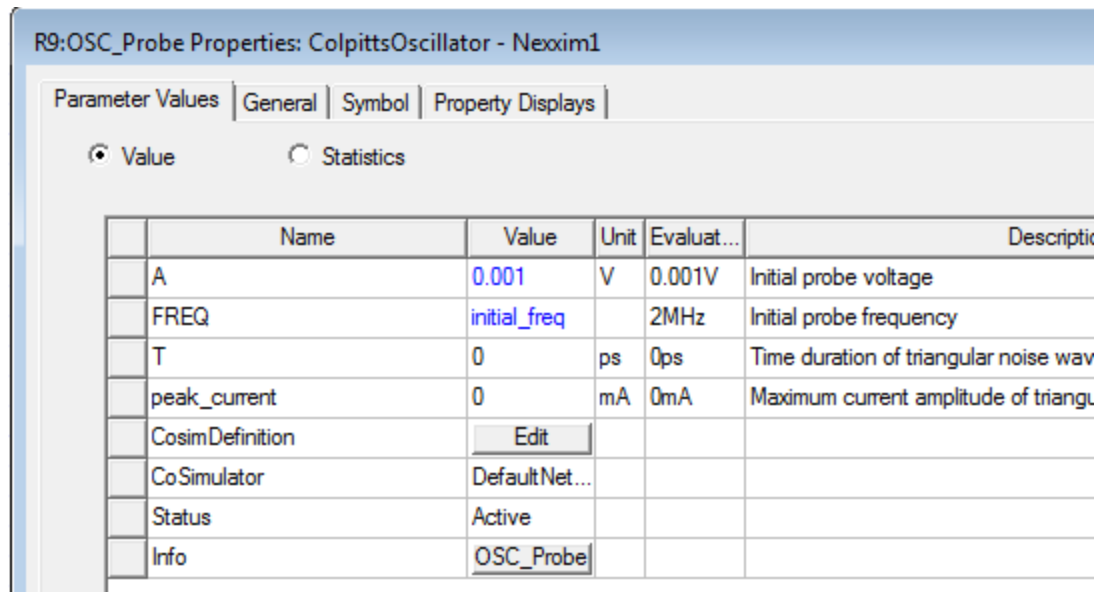 R9:OSC_Probe Properties: ColpittsOscillator - Nexxim1
Parameter Values General Symbol Property Displays
Value Statistics
Name Value Unit Evaluat... Descriptio
A 0.001 V 0.001V Initial probe voltage
FREQ initial_freq 2MHz Initial probe frequency
T 0 ps 0ps Time duration of triangular noise wav
peak_current 0 mA 0mA Maximum current amplitude of triangu
CosimDefinition Edit
CoSimulator DefaultNet...
Status Active
Info OSC_Probe